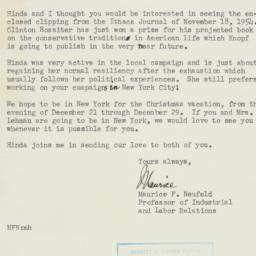 Hinda and I thought you would be interested in seeing the en-
closed clipping from the Ithaca Journal of November 18, 1954.
Clinton Rossiter has just won a prize for his projected book
on the conservative tradition in American life which Knopf
is going to publish in the very near future.
Hinda was very active in the local campaign and is just about
regaining her normal resiliency after the exhaustion which
usually follows her political experiences. She still prefers
working on your campaigns in New York City!
We hope to be in New York for the Christmas vacation, from the
evening of December 21 through December 29. If you and Mrs.
Lehman are going to be in New York, we would love to see you
whenever it is possible for you.
Hinda joins me in sending our love to both of you.
Yours always,
Maurice
Maurice F. Neufeld
Professor of Industrial
and Labor Relations
MFN:mh